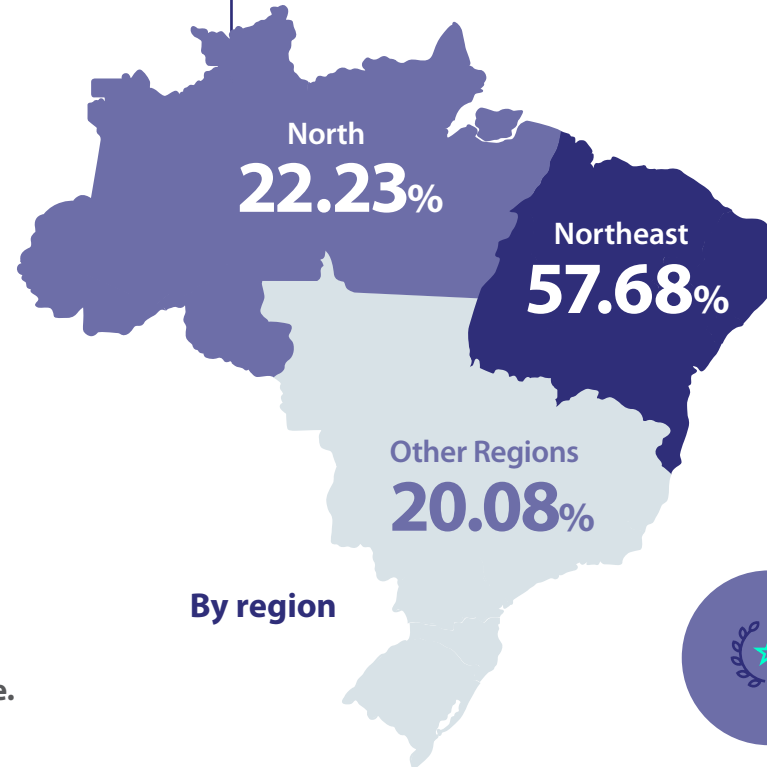 North
22.23%
Northeast
57.68%
Other Regions
20.08%
By region
e.